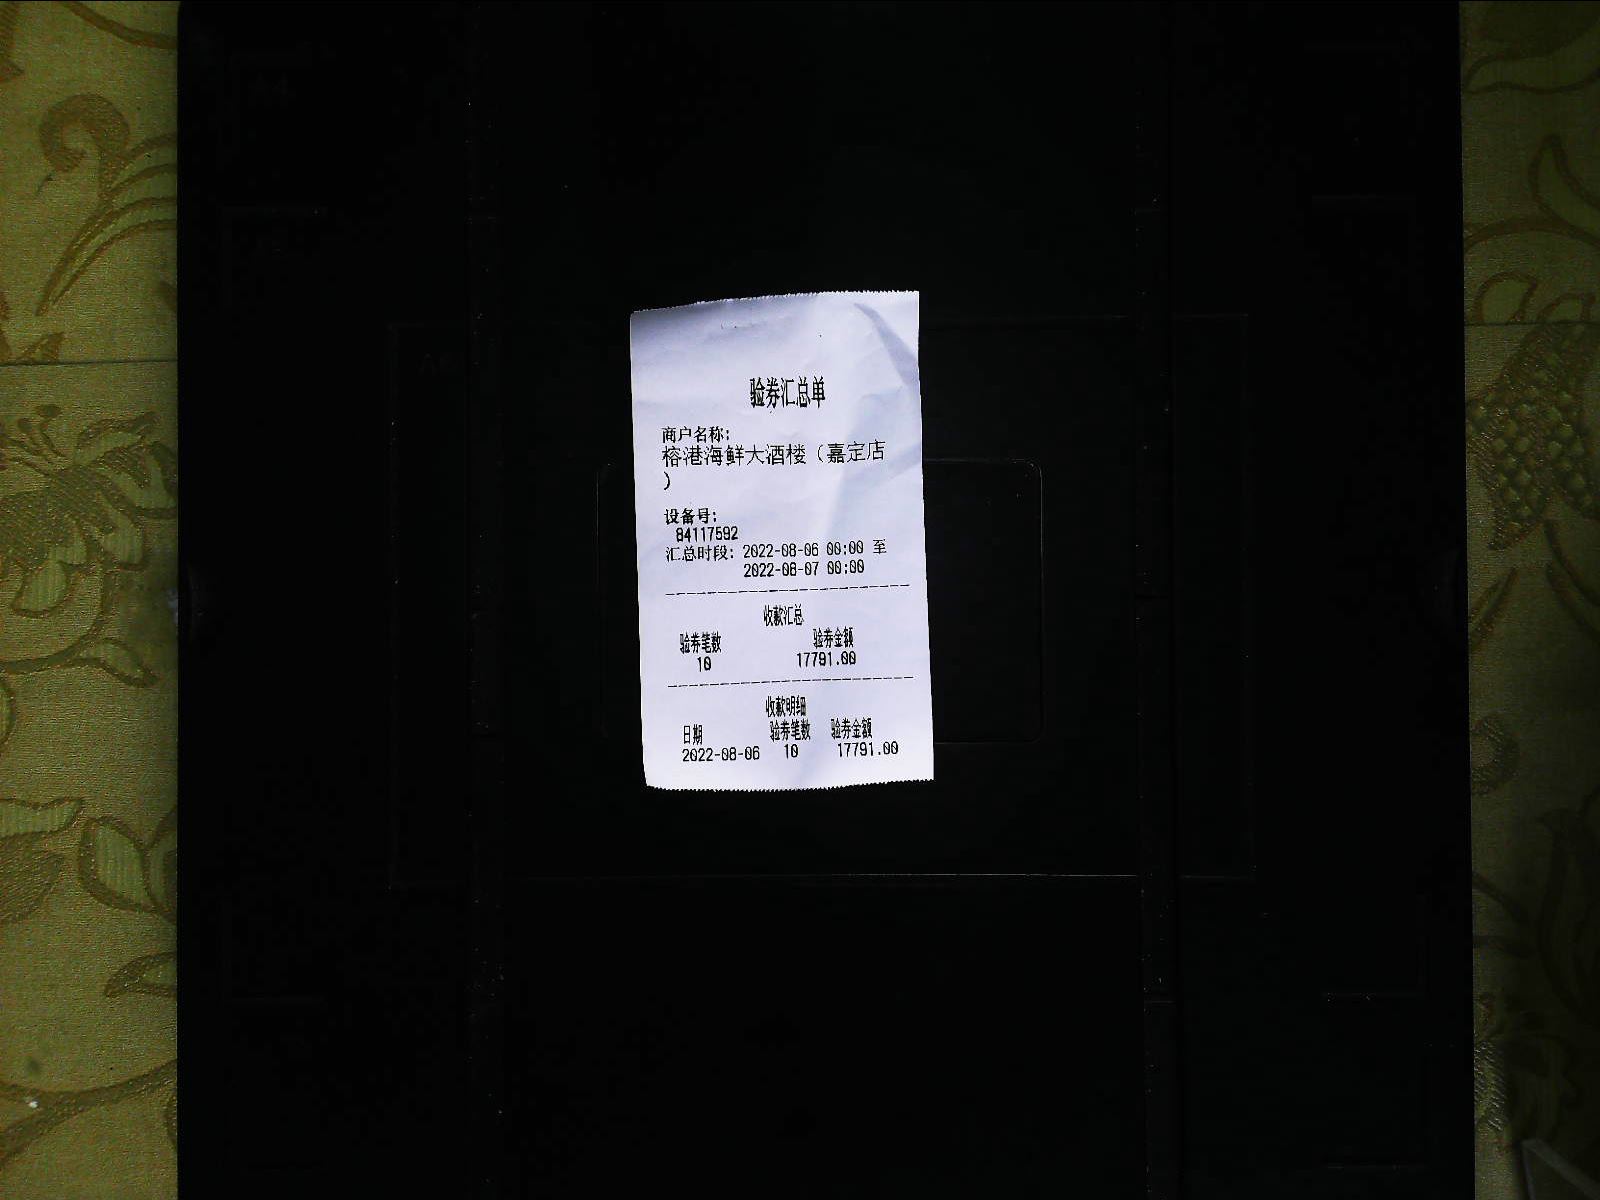 验券汇总单
商户名称:
榕港海鲜大酒楼（嘉定店
）
设备号:
84117592
汇总时段: 2022-08-06 00:00 至
2022-08-07 00:00
收款汇总
验券笔数 验券金额
10 17791.00
收款明细
日期 验券笔数 验券金额
2022-08-06 10 17791.00